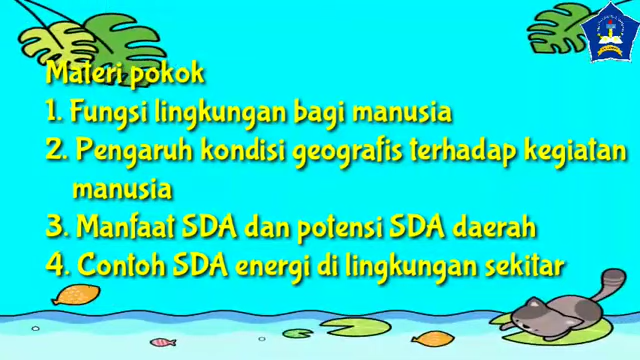 Materi pokok
1. Fungsi lingkungan bagi manusia
2. Pengaruh kondisi geografis terhadap kegiatan
manusia
3. Manfaat SDA dan potensi SDA daerah
4. Contoh SDA energi di lingkungan sekitar